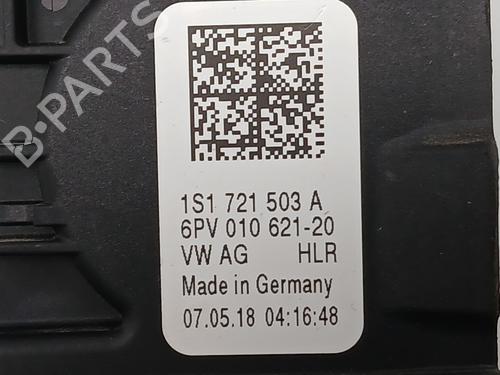 B-PARTS
1S1 721 503 A
6PV 010 621-20
VW AG HLR
Made in Germany
07.05.18 04:16:48